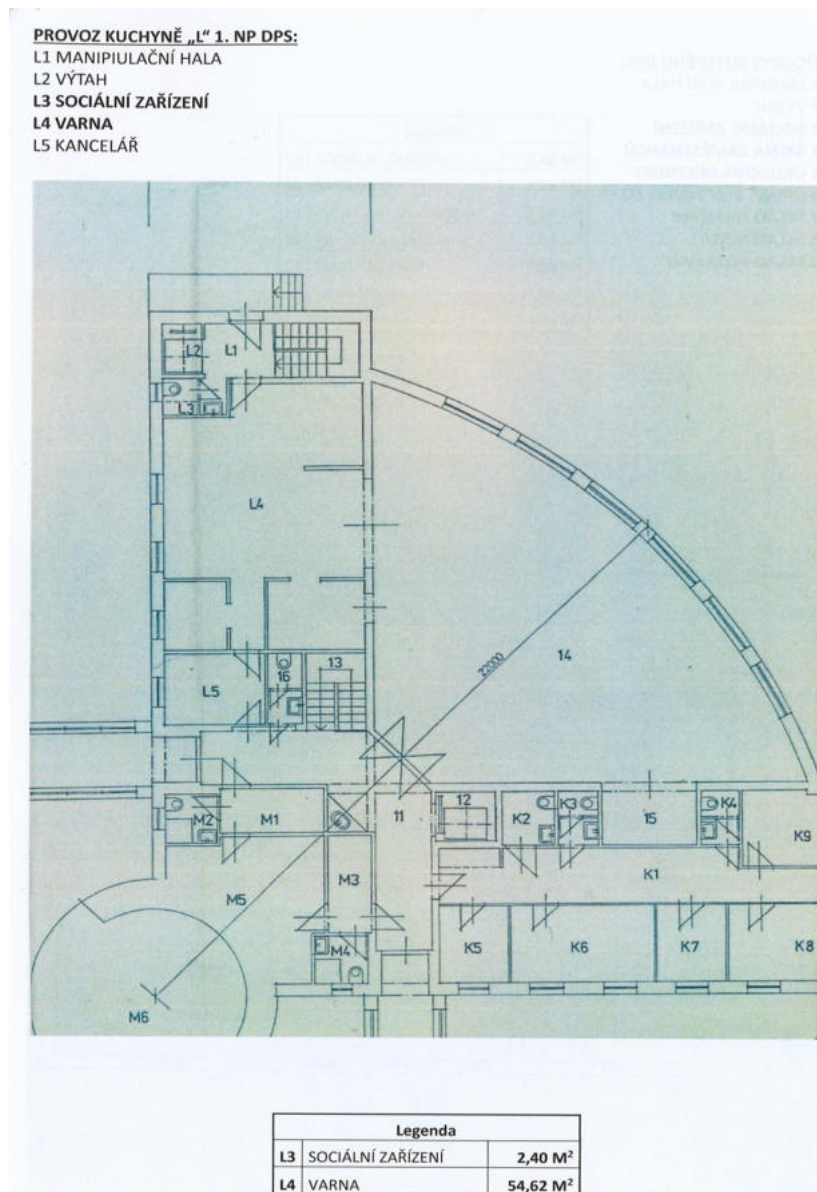 PROVOZ KUCHYNĚ „L“ 1. NP DPS:
L1 MANIPIULAČNÍ HALA
L2 VÝTAH
L3 SOCIÁLNÍ ZAŘÍZENÍ
L4 VARNA
L5 KANCELÁŘ
L2 L1
L3
L4
22000 14
L5 16 13
M2 M1 11 12 K2 K3 15 K4 K9
M5 M3 K1
M4 K5 K6 K7 K8
M6
Legenda
L3 SOCIÁLNÍ ZAŘÍZENÍ 2,40 M²
L4 VARNA 54,62 M²